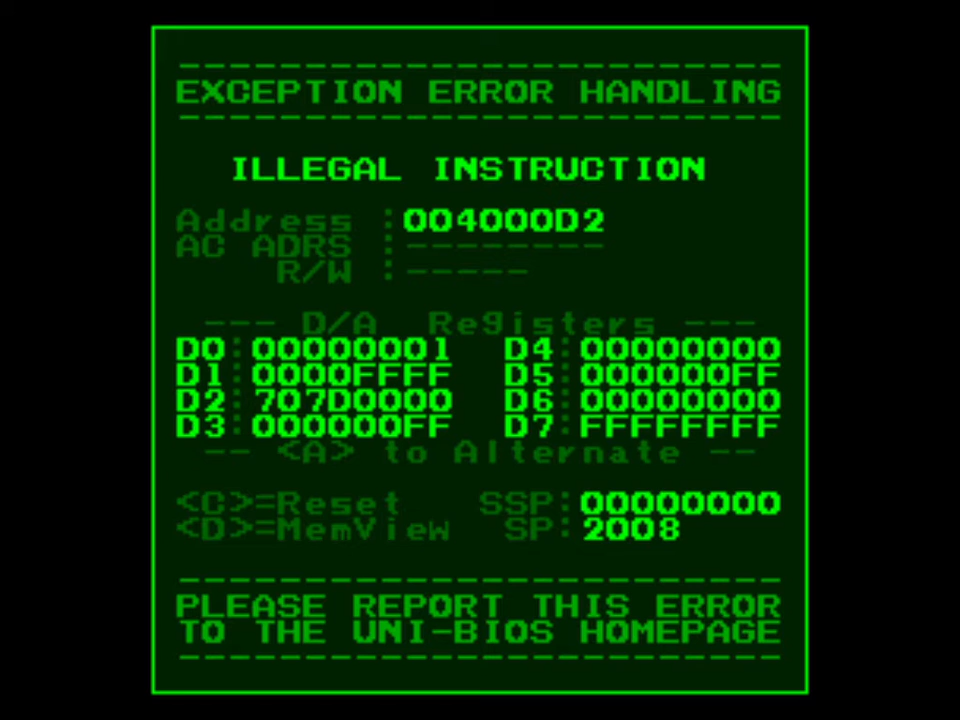 ------------------------
EXCEPTION ERROR HANDLING
------------------------
ILLEGAL INSTRUCTION
Address :004000D2
AC ADRS :--------
R/W :-----
--- D/A Registers ---
D0:00000001 D4:00000000
D1:0000FFFF D5:000000FF
D2:707D0000 D6:00000000
D3:000000FF D7:FFFFFFFF
-- <A> to Alternate --
<C>=Reset SSP:00000000
<D>=MemView SP:2008
------------------------
PLEASE REPORT THIS ERROR
TO THE UNI-BIOS HOMEPAGE
------------------------